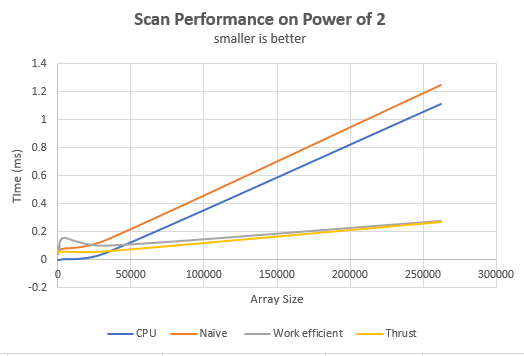 Scan Performance on Power of 2
smaller is better
1.4
1.2
1
0.8
0.6
0.4
0.2
0
-0.2
TIme (ms)
0 50000 100000 150000 200000 250000 300000
Array Size
CPU Naïve Work efficient Thrust